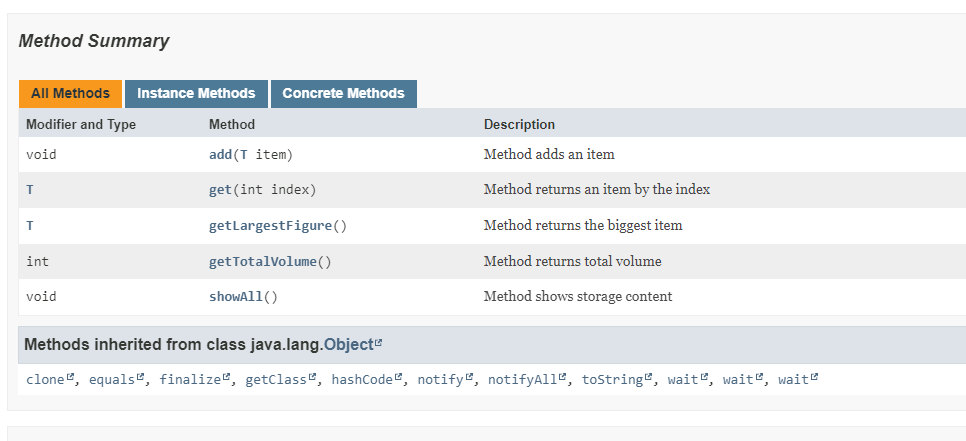 Method Summary
All Methods Instance Methods Concrete Methods
Modifier and Type Method Description
void add(T item) Method adds an item
T get(int index) Method returns an item by the index
T getLargestFigure() Method returns the biggest item
int getTotalVolume() Method returns total volume
void showAll() Method shows storage content
Methods inherited from class java.lang.Object
clone, equals, finalize, getClass, hashCode, notify, notifyAll, toString, wait, wait, wait